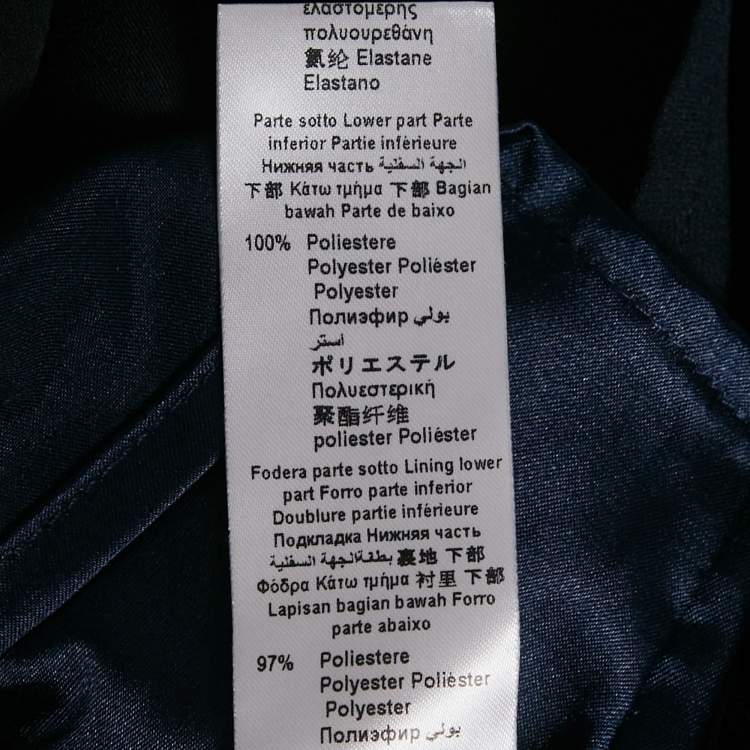 ελαστομερής
πολυουρεθάνη
氨纶 Elastane
Elastano
Parte sotto Lower part Parte
inferior Partie inférieure
Нижняя часть الجهة السفلية
下部 Κάτω τμήμα 下部 Bagian
bawah Parte de baixo
100% Poliestere
Polyester Poliéster
Polyester
Полиэфир بولي
استر
ポリエステル
Πολυεστερική
聚酯纤维
poliester Poliéster
Fodera parte sotto Lining lower
part Forro parte inferior
Doublure partie inférieure
Подкладка Нижняя часть
بطقةالجهة السفلية 裏地 下部
Φόδρα Κάτω τμήμα 衬里 下部
Lapisan bagian bawah Forro
parte abaixo
97% Poliestere
Polyester Poliéster
Polyester
Полиэфир بولي